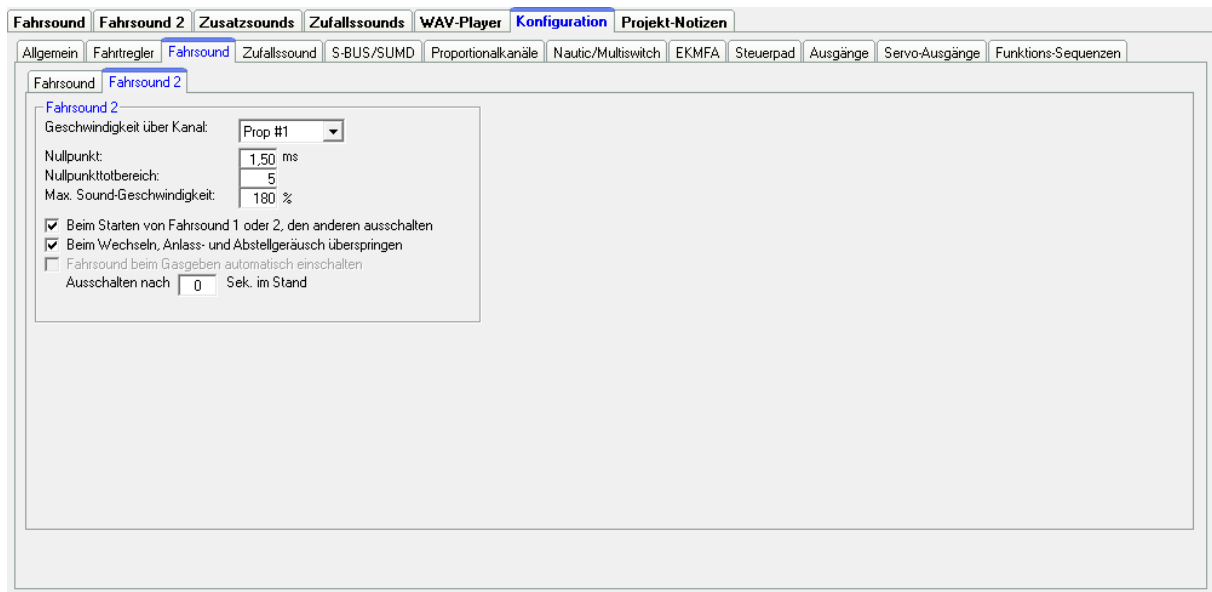 Fahrsound Fahrsound 2 Zusatzsounds Zufallssounds WAV-Player Konfiguration Projekt-Notizen
Allgemein Fahrtregler Fahrsound Zufallssound S-BUS/SUMD Proportionalkanäle Nautic/Multiswitch EKMFA Steuerpad Ausgänge Servo-Ausgänge Funktions-Sequenzen
Fahrsound Fahrsound 2
Fahrsound 2
Geschwindigkeit über Kanal: Prop #1
Nullpunkt: 1,50 ms
Nullpunkttotbereich: 5
Max. Sound-Geschwindigkeit: 180 %
Beim Starten von Fahrsound 1 oder 2, den anderen ausschalten
Beim Wechseln, Anlass- und Abstellgeräusch überspringen
Fahrsound beim Gasgeben automatisch einschalten
Ausschalten nach 0 Sek. im Stand